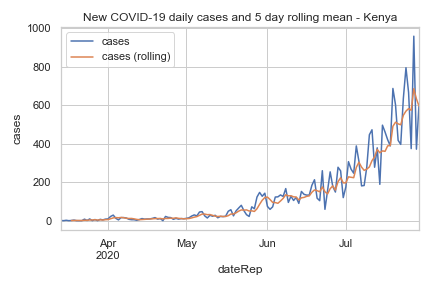 New COVID-19 daily cases and 5 day rolling mean - Kenya
cases
cases (rolling)
1000
800
600
400
200
0
cases
Apr
2020
May
Jun
Jul
dateRep